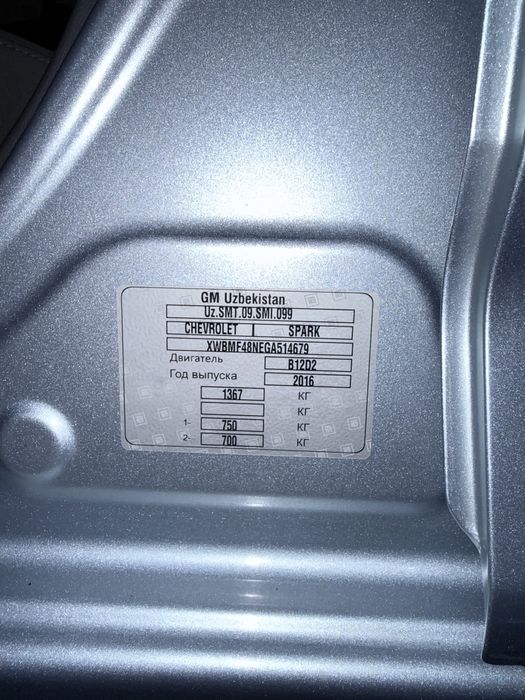 GM Uzbekistan
Uz.SMT.09.SMI.099
CHEVROLET | SPARK
XWBMF48NEGA514679
Двигатель B12D2
Год выпуска 2016
1367 КГ
КГ
1- 750 КГ
2- 700 КГ